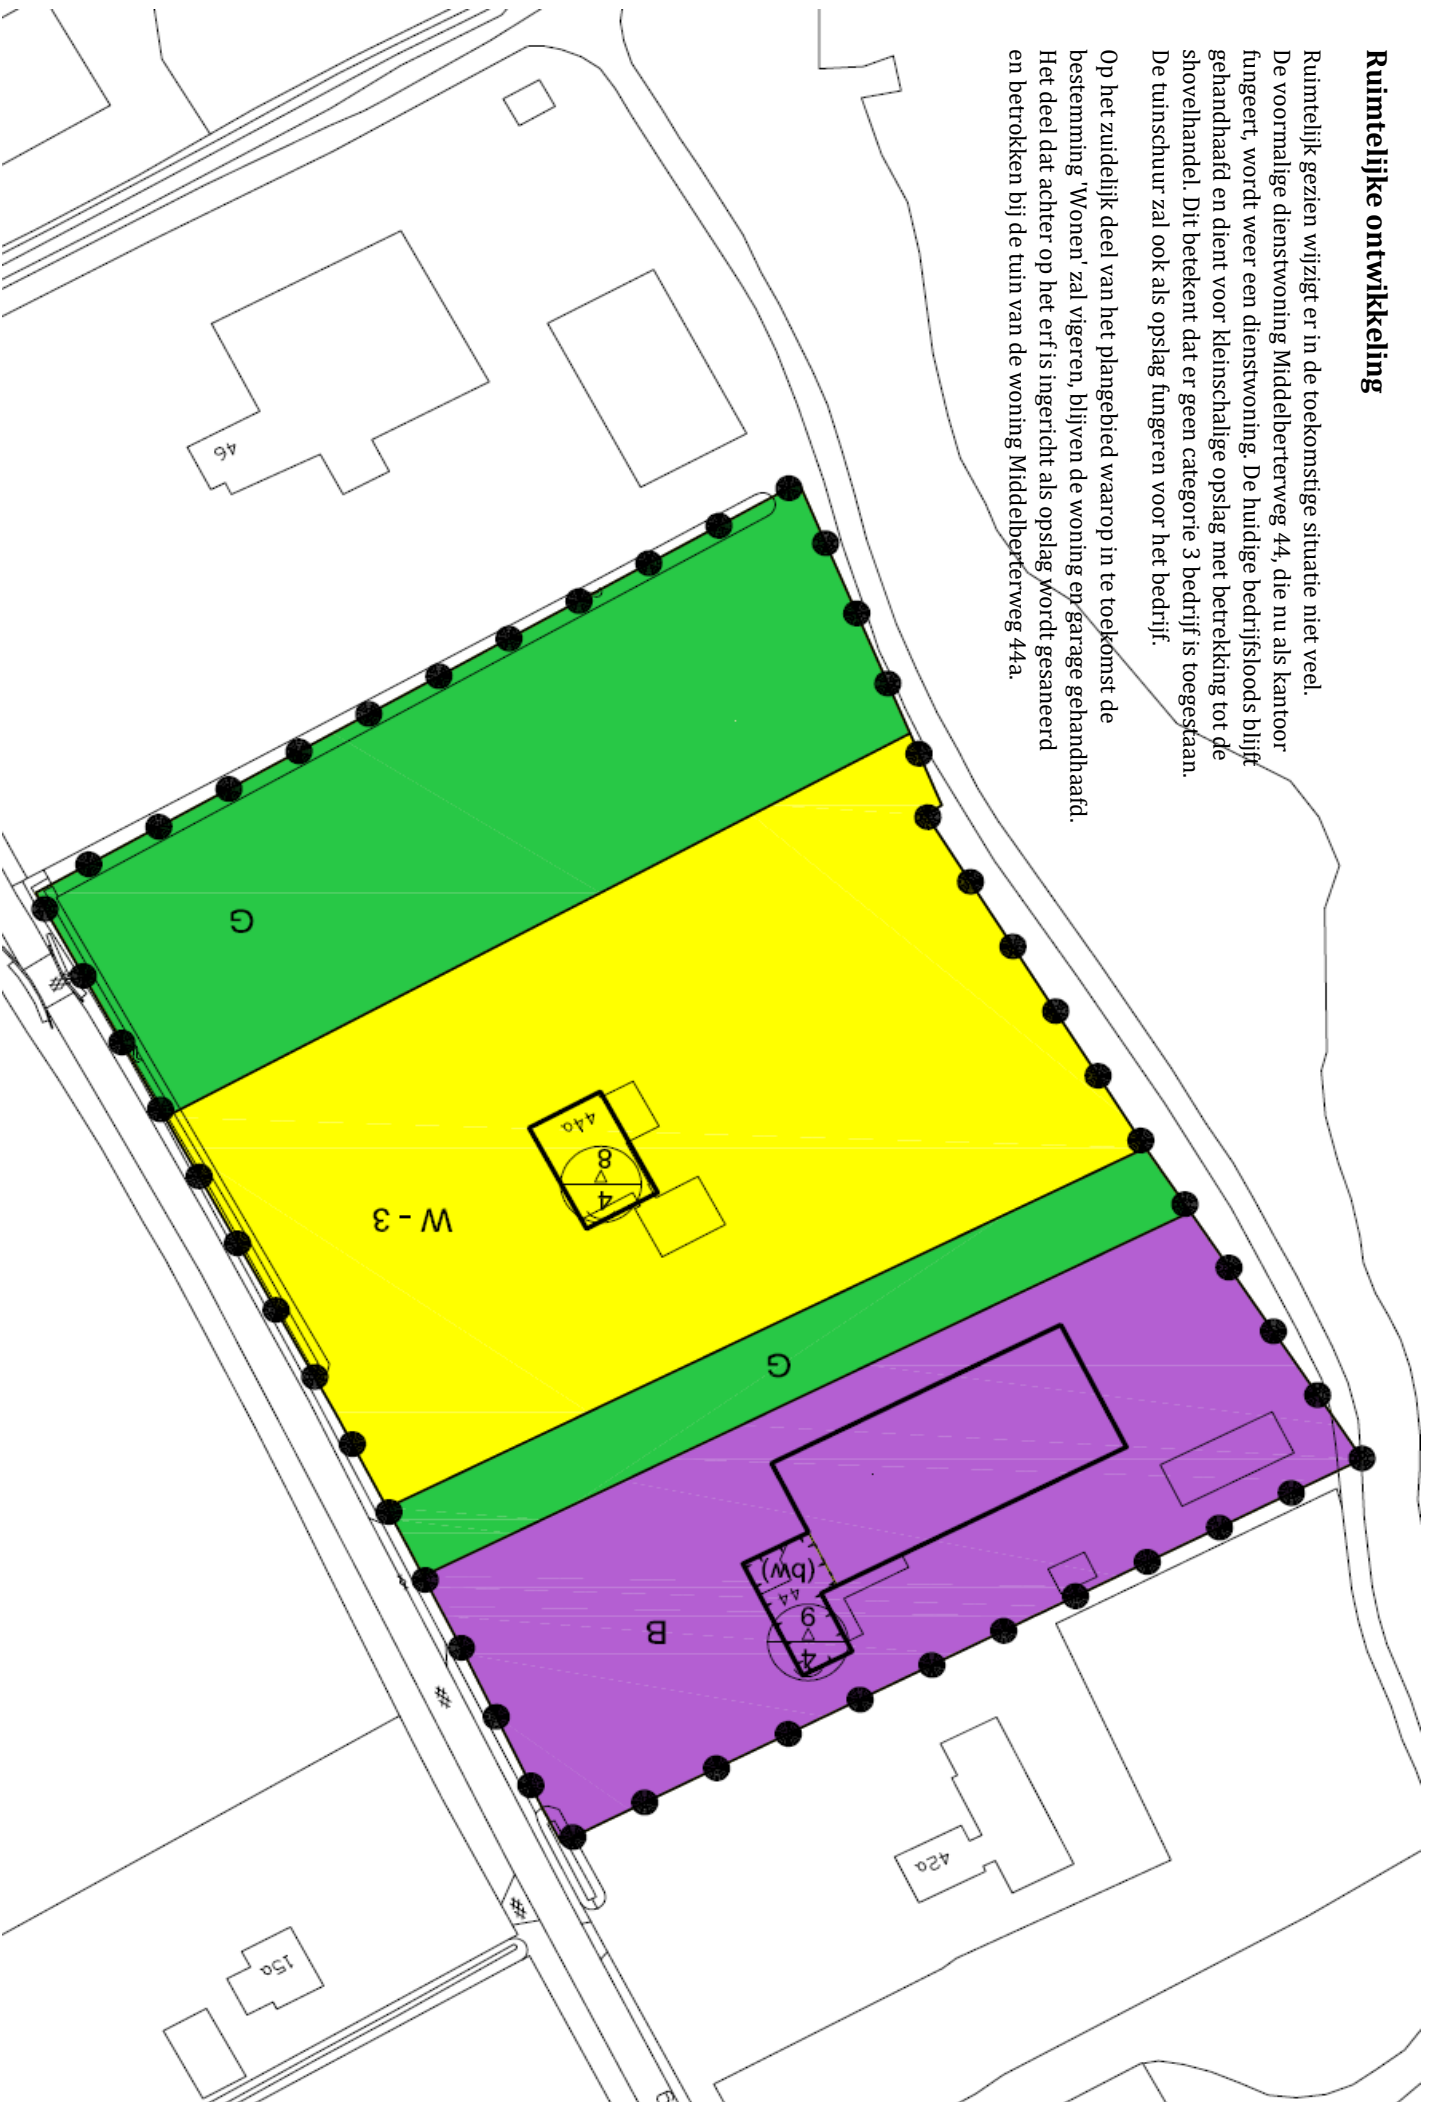 Ruimtelijke ontwikkeling
Ruimtelijk gezien wijzigt er in de toekomstige situatie niet veel.
De voormalige dienstwoning Middelberterweg 44, die nu als kantoor
fungeert, wordt weer een dienstwoning. De huidige bedrijfsloods blijft
gehandhaafd en dient voor kleinschalige opslag met betrekking tot de
shovelhandel. Dit betekent dat er geen categorie 3 bedrijf is toegestaan.
De tuinschuur zal ook als opslag fungeren voor het bedrijf.
Op het zuidelijk deel van het plangebied waarop in te toekomst de
bestemming 'Wonen' zal vigeren, blijven de woning en garage gehandhaafd.
Het deel dat achter op het erf is ingericht als opslag wordt gesaneerd
en betrokken bij de tuin van de woning Middelberterweg 44a.
46
G
44a
8
4
W - 3
G
(bw)
44
9
4
B
42a
15a